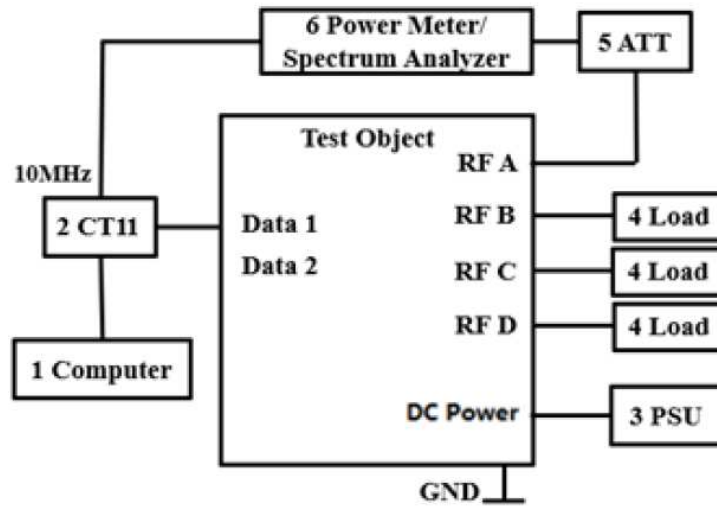 6 Power Meter/
Spectrum Analyzer
5 ATT
Test Object
RF A
10MHz
2 CT11
Data 1
RF B
4 Load
Data 2
RF C
4 Load
RF D
4 Load
1 Computer
DC Power
3 PSU
GND